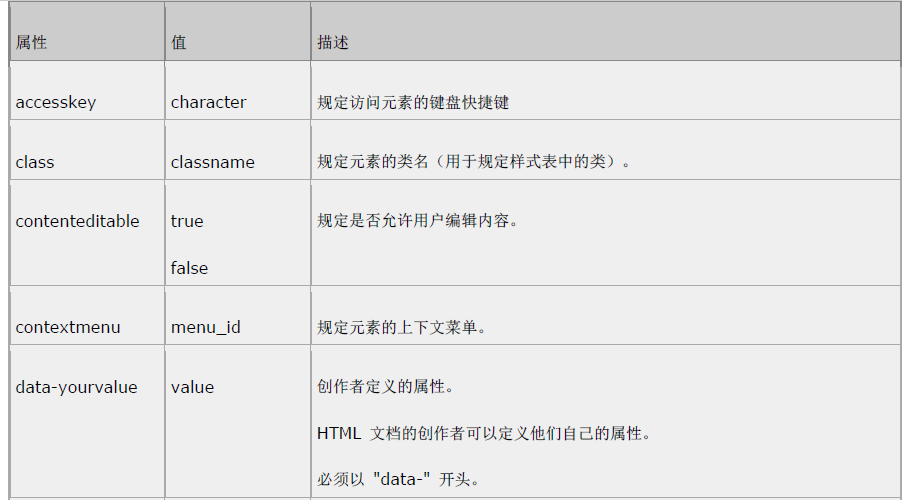 属性 值 描述
accesskey character 规定访问元素的键盘快捷键
class classname 规定元素的类名（用于规定样式表中的类）。
contenteditable true 规定是否允许用户编辑内容。
false
contextmenu menu_id 规定元素的上下文菜单。
data-yourvalue value 创作者定义的属性。
HTML 文档的创作者可以定义他们自己的属性。
必须以 "data-" 开头。